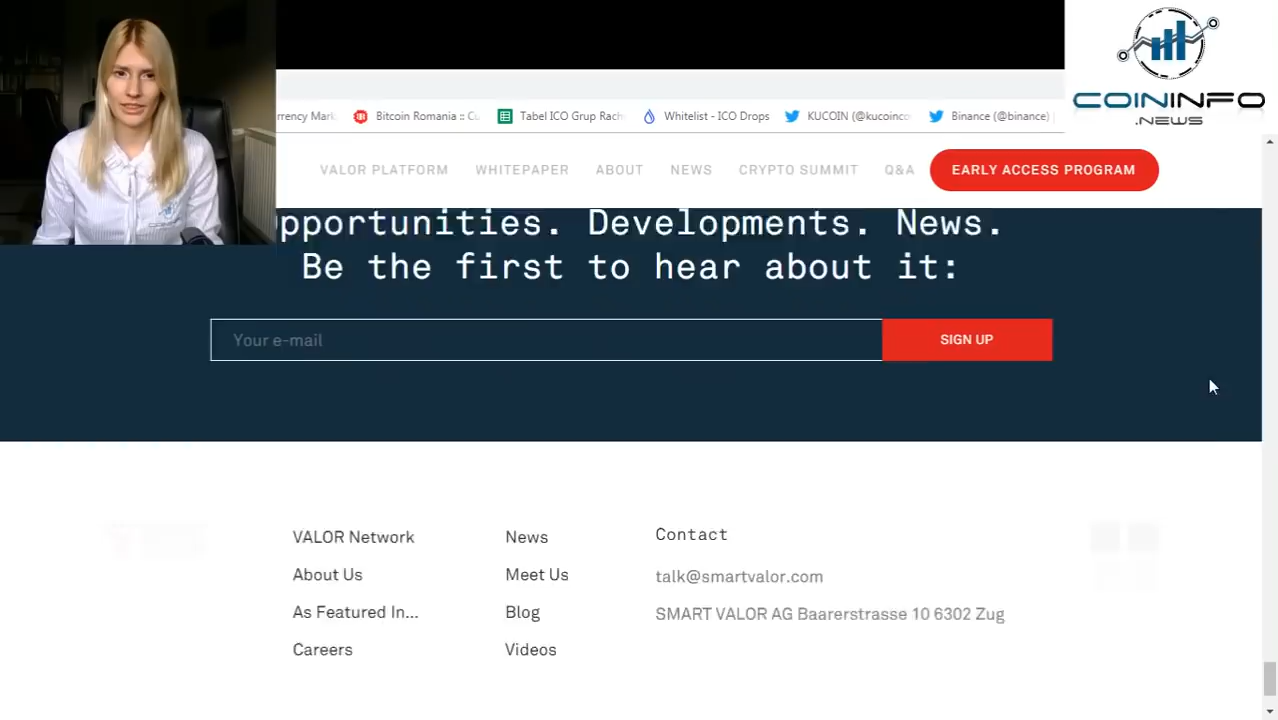 COININFO
.NEWS
rrency Mark
Bitcoin Romania :: Cu
Tabel ICO Grup Rach
Whitelist - ICO Drops
KUCOIN (@kucoinco
Binance (@binance)
VALOR PLATFORM
WHITEPAPER
ABOUT
NEWS
CRYPTO SUMMIT
Q&A
EARLY ACCESS PROGRAM
pportunities. Developments. News.
Be the first to hear about it:
Your e-mail
SIGN UP
VALOR Network
About Us
As Featured In...
Careers
News
Meet Us
Blog
Videos
Contact
talk@smartvalor.com
SMART VALOR AG Baarerstrasse 10 6302 Zug